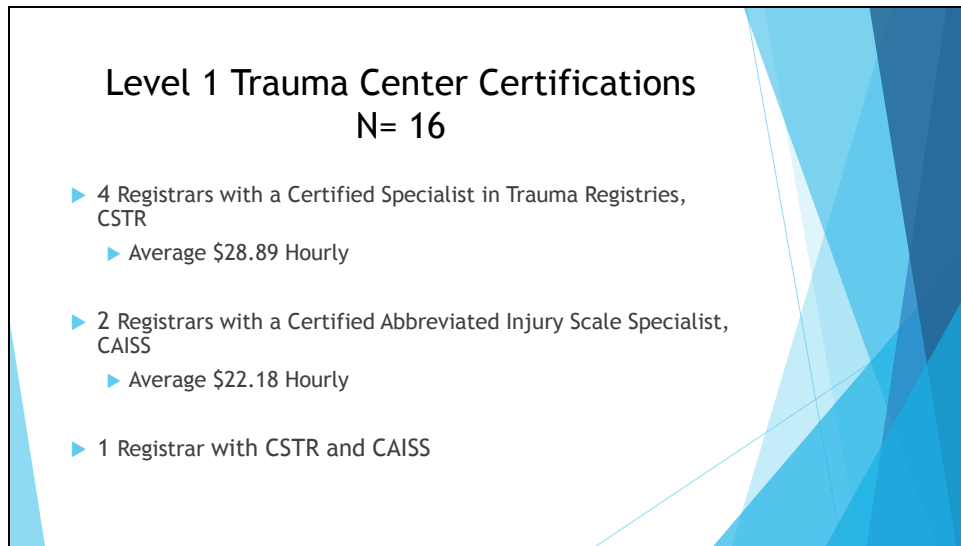 Level 1 Trauma Center Certifications
N= 16
4 Registrars with a Certified Specialist in Trauma Registries,
CSTR
Average $28.89 Hourly
2 Registrars with a Certified Abbreviated Injury Scale Specialist,
CAISS
Average $22.18 Hourly
1 Registrar with CSTR and CAISS